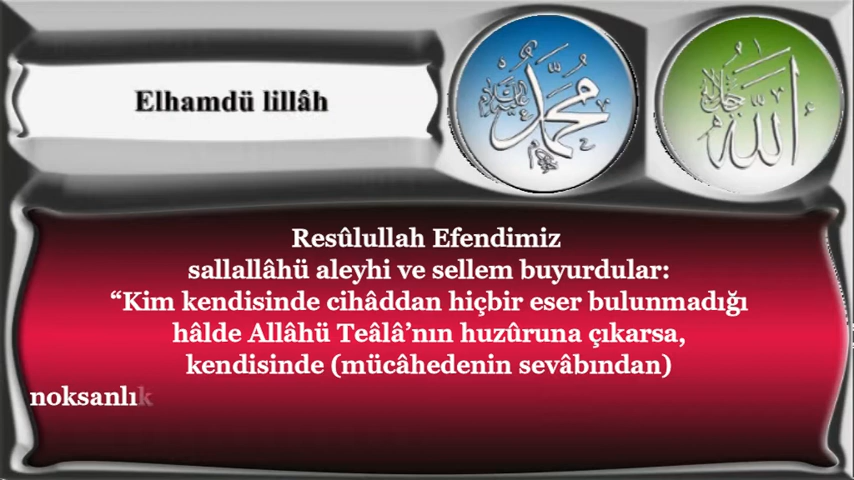 Elhamdü lillâh
محمد
الله
Resûlullah Efendimiz
sallallâhü aleyhi ve sellem buyurdular:
“Kim kendisinde cihâddan hiçbir eser bulunmadığı
hâlde Allâhü Teâlâ’nın huzûruna çıkarsa,
kendisinde (mücâhedenin sevâbından)
noksanlık